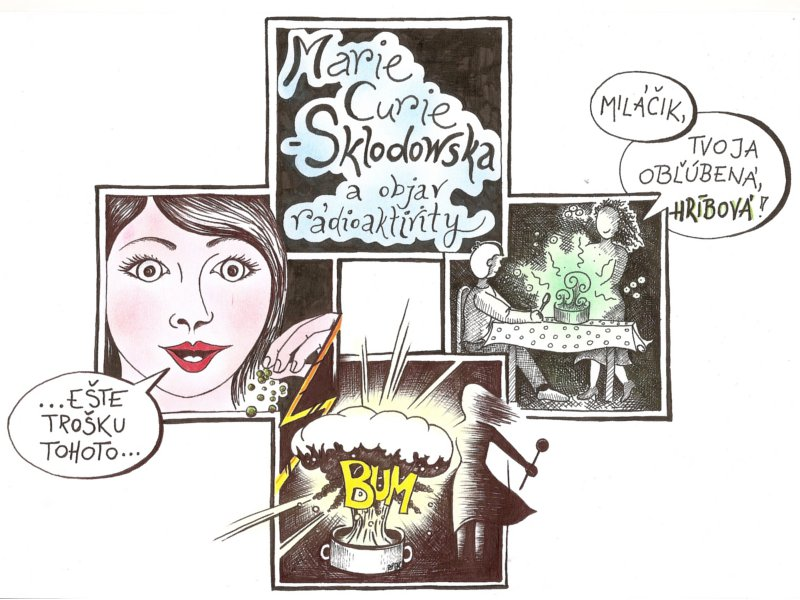 Marie
Curie
-Sklodowska
a objav
rádioaktivity
...EŠTE
TROŠKU
TOHOTO...
BUM
MILÁČIK,
TVOJA
OBĽÚBENÁ,
HRÍBOVÁ!